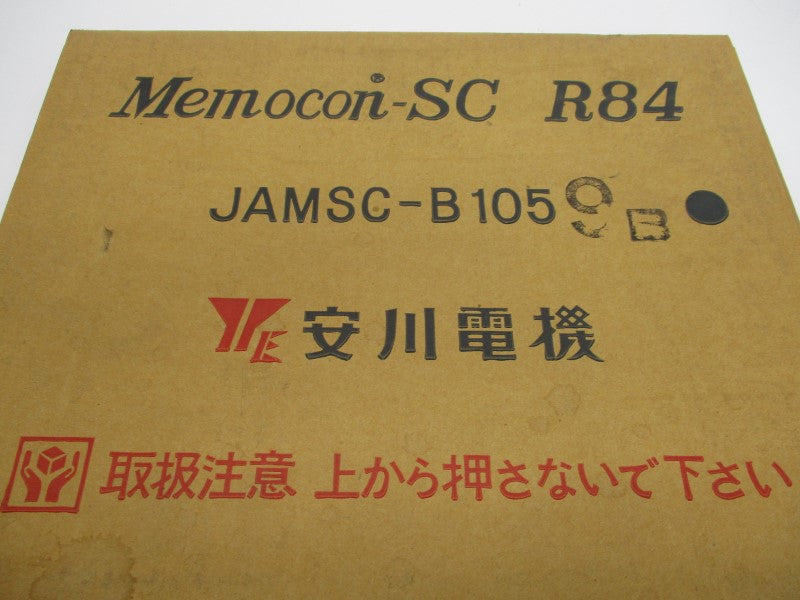 Memocon®-SC R84
JAMSC-B1059B
YE 安川電機
取扱注意 上から押さないで下さい